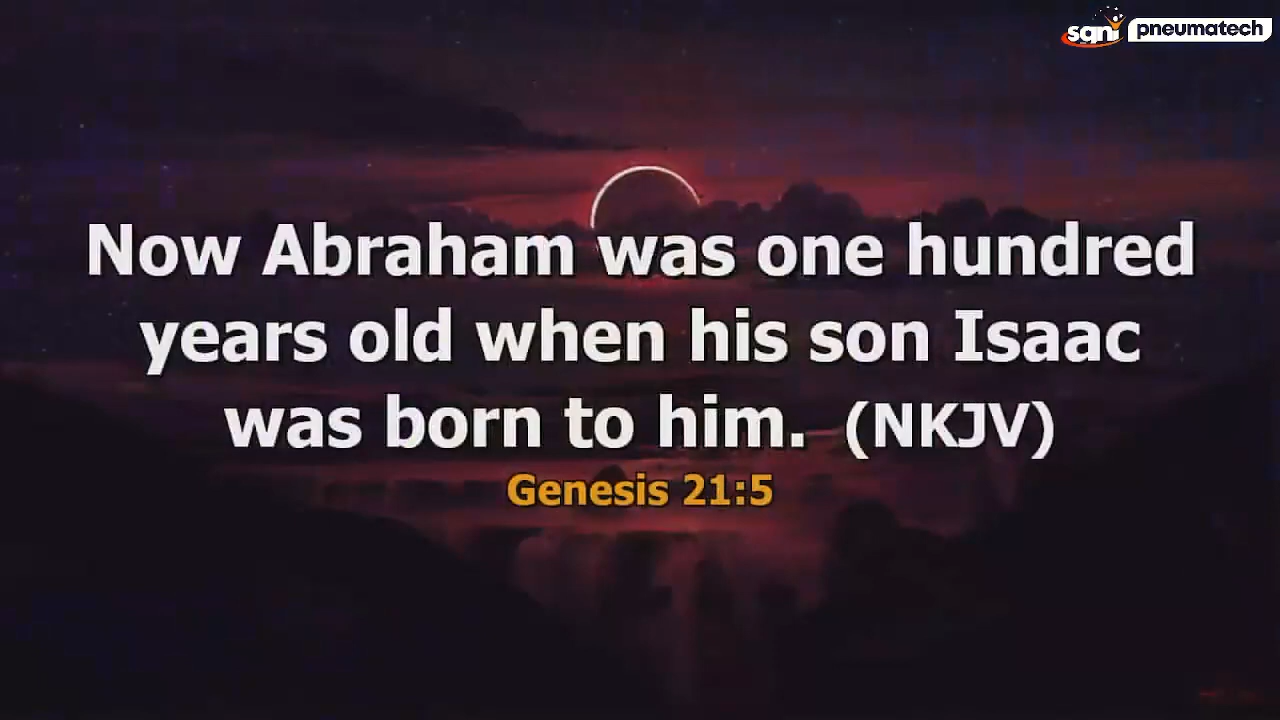 sqni pneumatech
Now Abraham was one hundred
years old when his son Isaac
was born to him. (NKJV)
Genesis 21:5